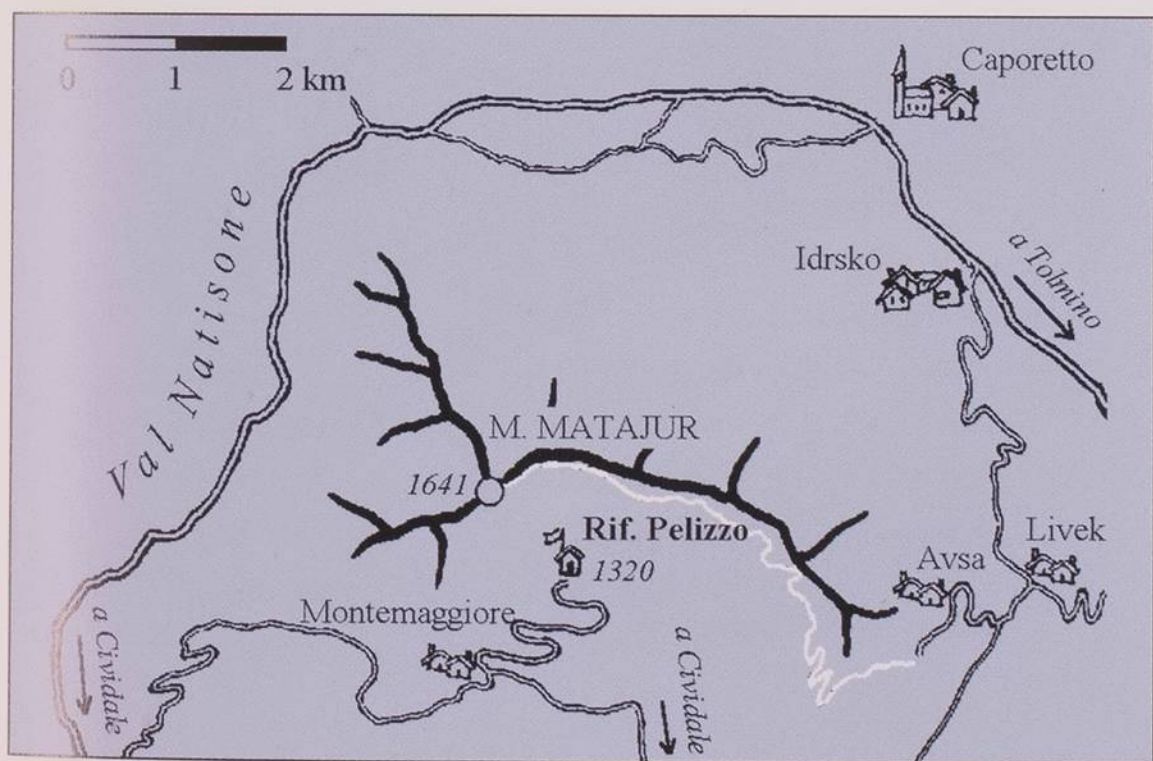 0 1 2 km
Caporetto
Val Natisone
Idrsko
a Tolmino
M. MATAJUR
1641
Rif. Pelizzo
1320
Livek
Avsa
Montemaggiore
a Cividale
a Cividale